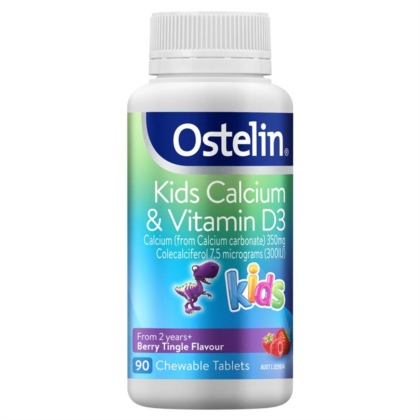 Ostelin®
Kids Calcium
& Vitamin D3
Calcium (from Calcium carbonate) 350mg
Colecalciferol 7.5 micrograms (300IU)
kids
From 2 years+
Berry Tingle Flavour
90 Chewable Tablets